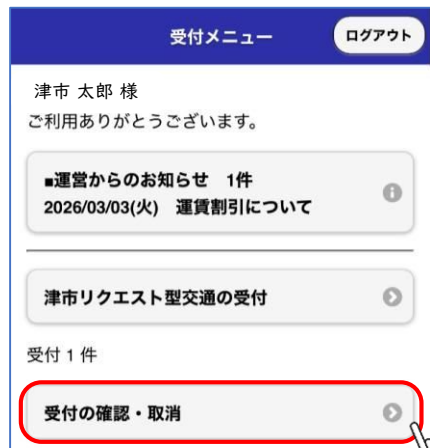 受付メニュー
ログアウト
津市 太郎 様
ご利用ありがとうございます。
■運営からのお知らせ 1件
2026/03/03(火) 運賃割引について
津市リクエスト型交通の受付
受付 1 件
受付の確認・取消